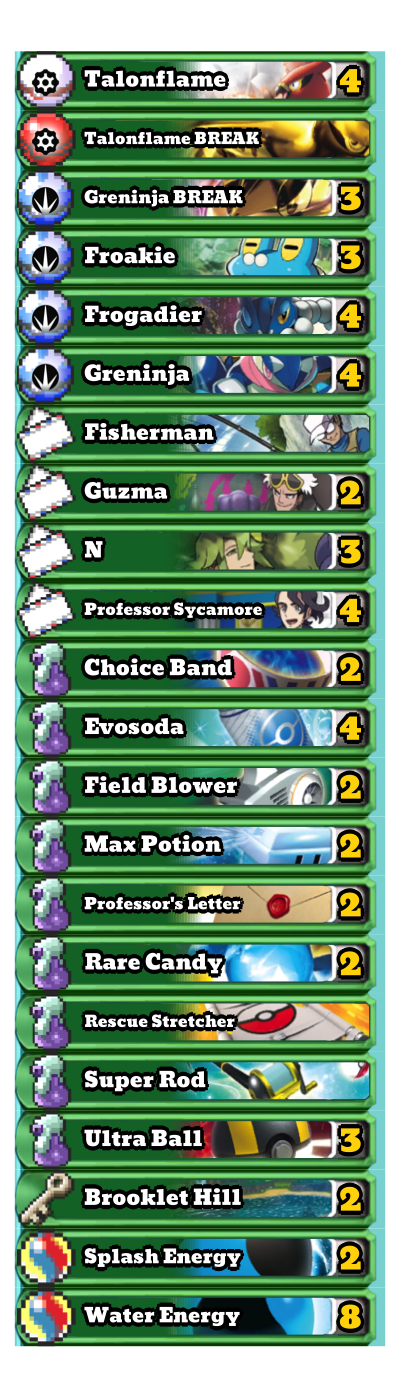 Talonflame 4
Talonflame BREAK
Greninja BREAK 3
Froakie 3
Frogadier 4
Greninja 4
Fisherman
Guzma 2
N 3
Professor Sycamore 4
Choice Band 2
Evosoda 4
Field Blower 2
Max Potion 2
Professor's Letter 2
Rare Candy 2
Rescue Stretcher
Super Rod
Ultra Ball 3
Brooklet Hill 2
Splash Energy 2
Water Energy 8